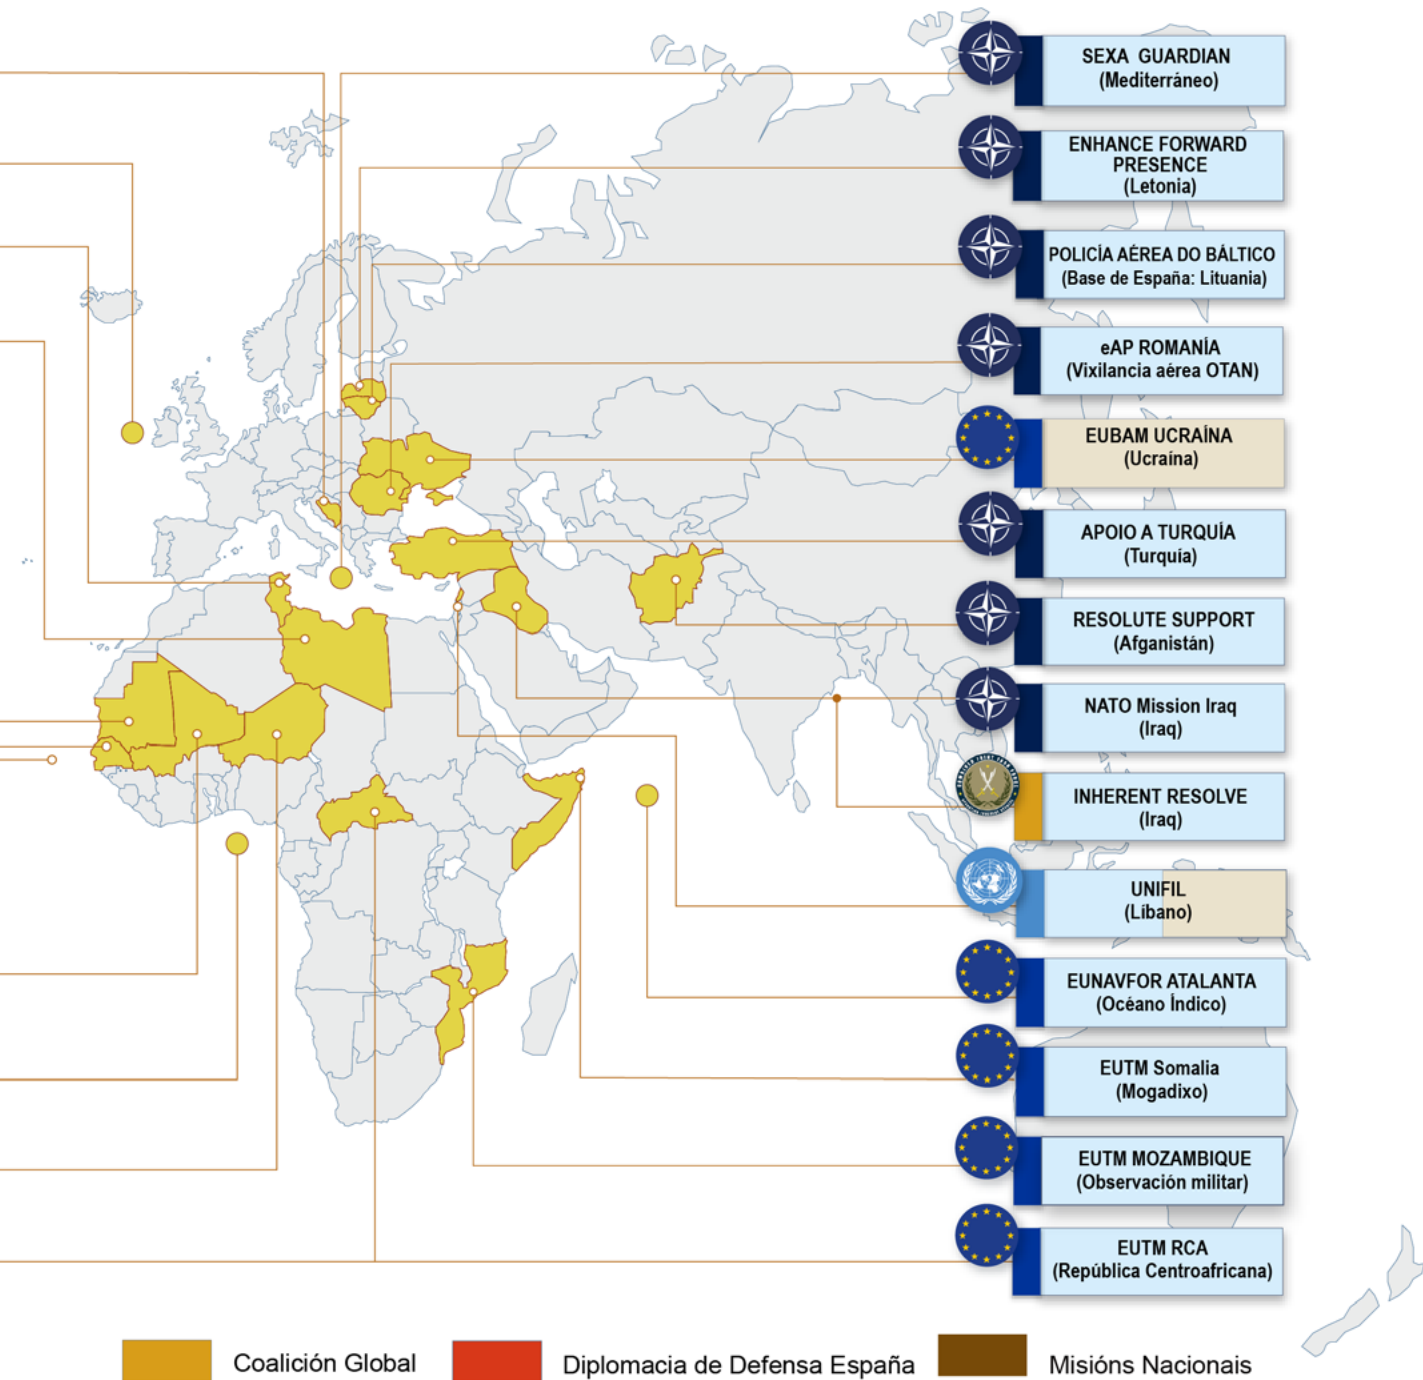 SEXA GUARDIAN
(Mediterráneo)
ENHANCE FORWARD
PRESENCE
(Letonia)
POLICÍA AÉREA DO BÁLTICO
(Base de España: Lituania)
eAP ROMANÍA
(Vixilancia aérea OTAN)
EUBAM UCRAÍNA
(Ucraína)
APOIO A TURQUÍA
(Turquía)
RESOLUTE SUPPORT
(Afganistán)
NATO Mission Iraq
(Iraq)
INHERENT RESOLVE
(Iraq)
UNIFIL
(Líbano)
EUNAVFOR ATALANTA
(Océano Índico)
EUTM Somalia
(Mogadixo)
EUTM MOZAMBIQUE
(Observación militar)
EUTM RCA
(República Centroafricana)
Coalición Global
Diplomacia de Defensa España
Misións Nacionais